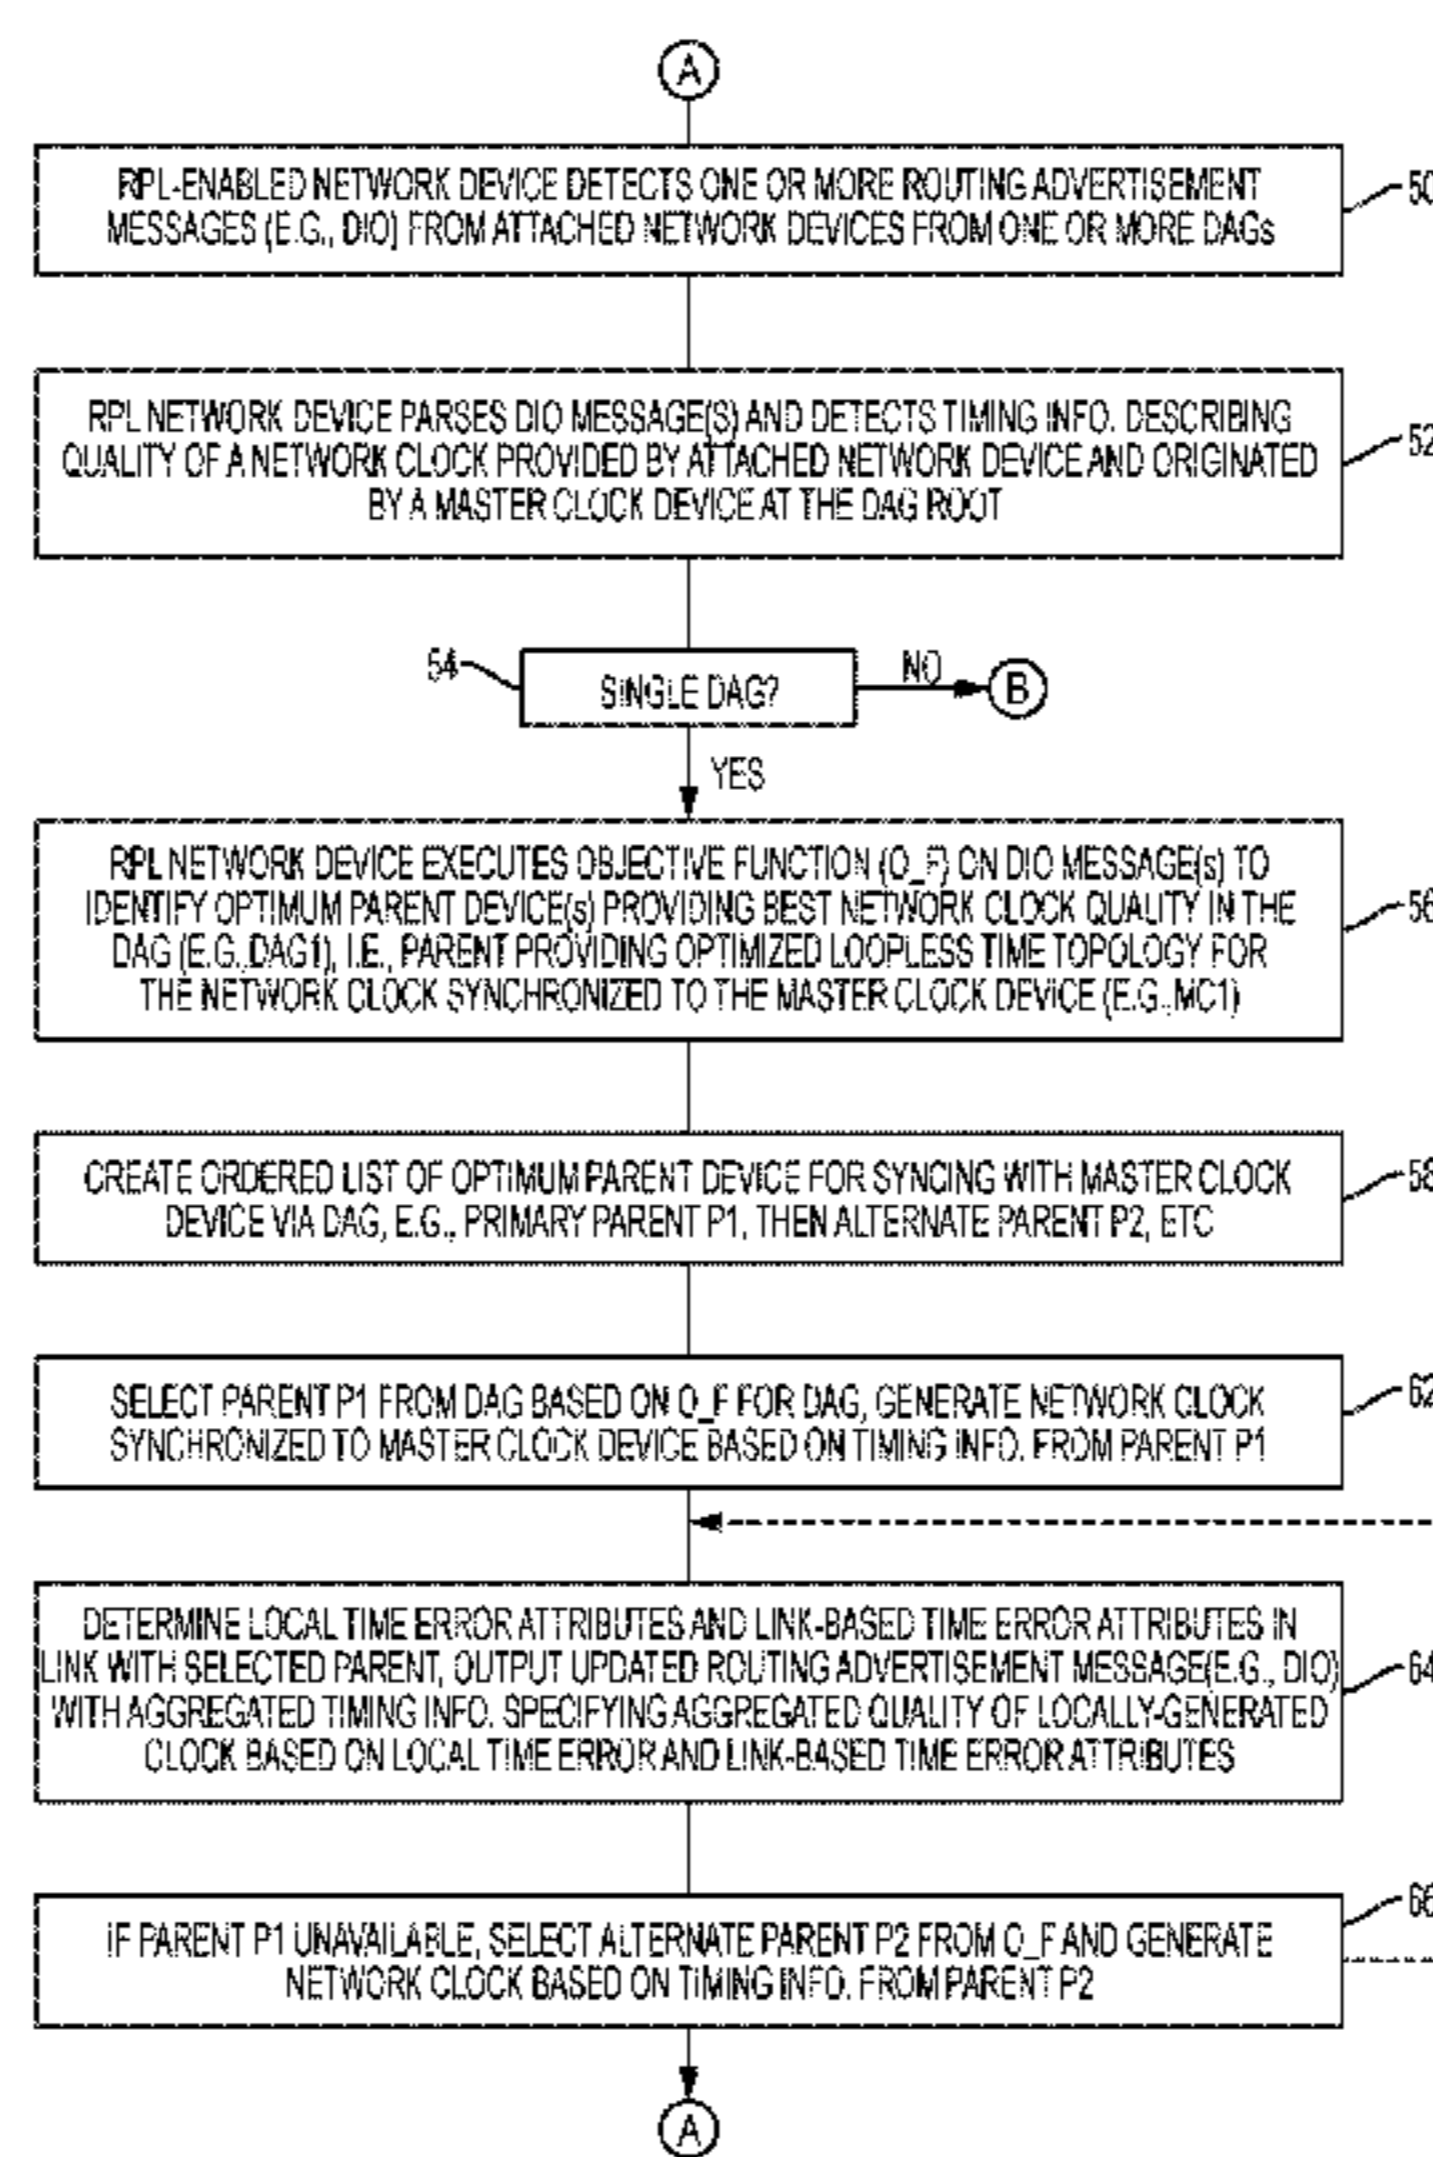 A
RPL-ENABLED NETWORK DEVICE DETECTS ONE OR MORE ROUTING ADVERTISEMENT
MESSAGES (E.G., DIO) FROM ATTACHED NETWORK DEVICES FROM ONE OR MORE DAGs
50
RPL NETWORK DEVICE PARSES DIO MESSAGE(S) AND DETECTS TIMING INFO. DESCRIBING
QUALITY OF A NETWORK CLOCK PROVIDED BY ATTACHED NETWORK DEVICE AND ORIGINATED
BY A MASTER CLOCK DEVICE AT THE DAG ROOT
52
54
SINGLE DAG?
NO
B
YES
RPL NETWORK DEVICE EXECUTES OBJECTIVE FUNCTION (O_F) ON DIO MESSAGE(s) TO
IDENTIFY OPTIMUM PARENT DEVICE(s) PROVIDING BEST NETWORK CLOCK QUALITY IN THE
DAG (E.G.,DAG1), I.E., PARENT PROVIDING OPTIMIZED LOOPLESS TIME TOPOLOGY FOR
THE NETWORK CLOCK SYNCHRONIZED TO THE MASTER CLOCK DEVICE (E.G.,MC1)
56
CREATE ORDERED LIST OF OPTIMUM PARENT DEVICE FOR SYNCING WITH MASTER CLOCK
DEVICE VIA DAG, E.G., PRIMARY PARENT P1, THEN ALTERNATE PARENT P2, ETC
58
SELECT PARENT P1 FROM DAG BASED ON O_F FOR DAG, GENERATE NETWORK CLOCK
SYNCHRONIZED TO MASTER CLOCK DEVICE BASED ON TIMING INFO. FROM PARENT P1
62
DETERMINE LOCAL TIME ERROR ATTRIBUTES AND LINK-BASED TIME ERROR ATTRIBUTES IN
LINK WITH SELECTED PARENT, OUTPUT UPDATED ROUTING ADVERTISEMENT MESSAGE(E.G., DIO)
WITH AGGREGATED TIMING INFO. SPECIFYING AGGREGATED QUALITY OF LOCALLY-GENERATED
CLOCK BASED ON LOCAL TIME ERROR AND LINK-BASED TIME ERROR ATTRIBUTES
64
IF PARENT P1 UNAVAILABLE, SELECT ALTERNATE PARENT P2 FROM O_F AND GENERATE
NETWORK CLOCK BASED ON TIMING INFO. FROM PARENT P2
66
A